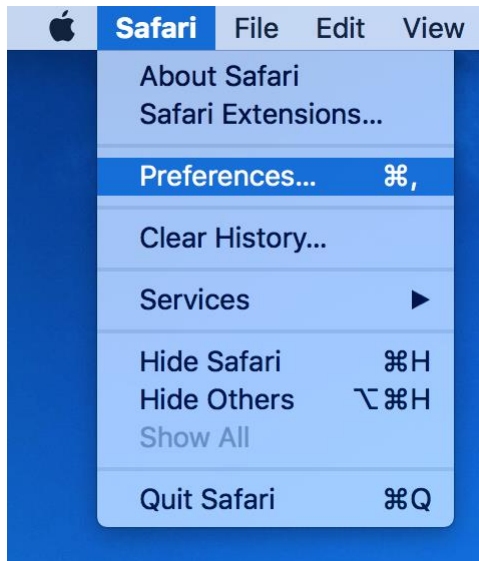 Safari File Edit View
About Safari
Safari Extensions...
Preferences... ⌘,
Clear History...
Services ▶
Hide Safari ⌘H
Hide Others ⌥⌘H
Show All
Quit Safari ⌘Q